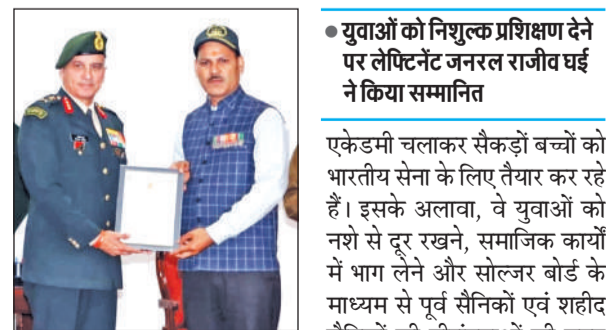 युवाओं को निशुल्क प्रशिक्षण देने
पर लेफ्टिनेंट जनरल राजीव घई
ने किया सम्मानित
एकेडमी चलाकर सैकड़ों बच्चों को
भारतीय सेना के लिए तैयार कर रहे
हैं। इसके अलावा, वे युवाओं को
नशे से दूर रखने, समाजिक कार्यों
में भाग लेने और सोल्जर बोर्ड के
माध्यम से पूर्व सैनिकों एवं शहीद